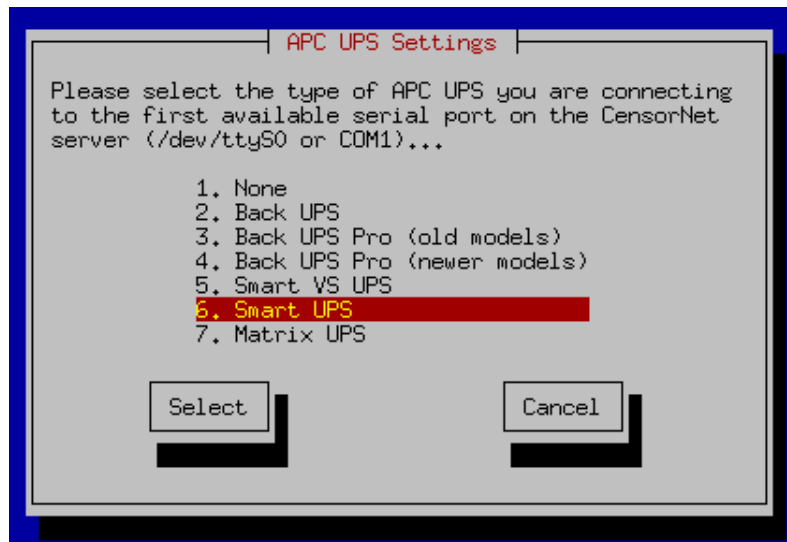 APC UPS Settings
Please select the type of APC UPS you are connecting
to the first available serial port on the CensorNet
server (/dev/ttyS0 or COM1)...
1. None
2. Back UPS
3. Back UPS Pro (old models)
4. Back UPS Pro (newer models)
5. Smart VS UPS
6. Smart UPS
7. Matrix UPS
Select Cancel